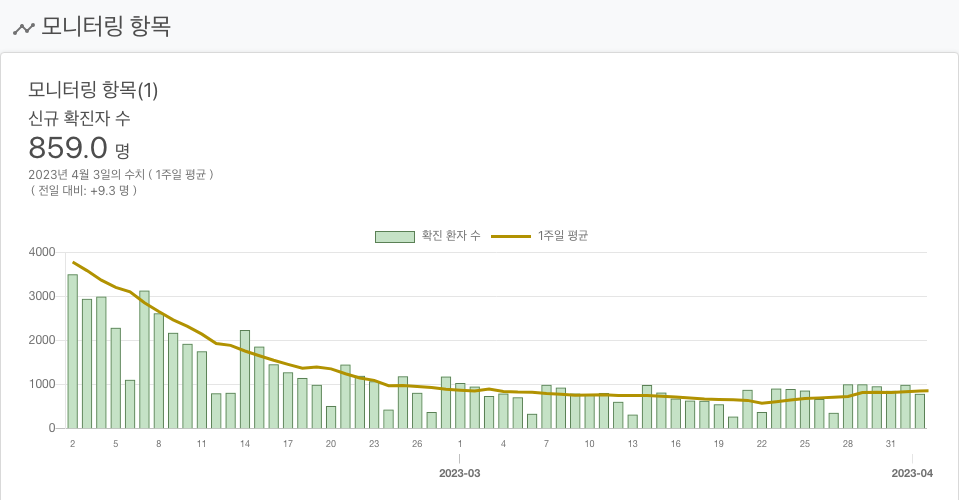 모니터링 항목
모니터링 항목(1)
신규 확진자 수
859.0 명
2023년 4월 3일의 수치 ( 1주일 평균 )
( 전일 대비: +9.3 명 )
확진 환자 수 1주일 평균
4000
3000
2000
1000
0
2 5 8 11 14 17 20 23 26 1 4 7 10 13 16 19 22 25 28 31
2023-03 2023-04